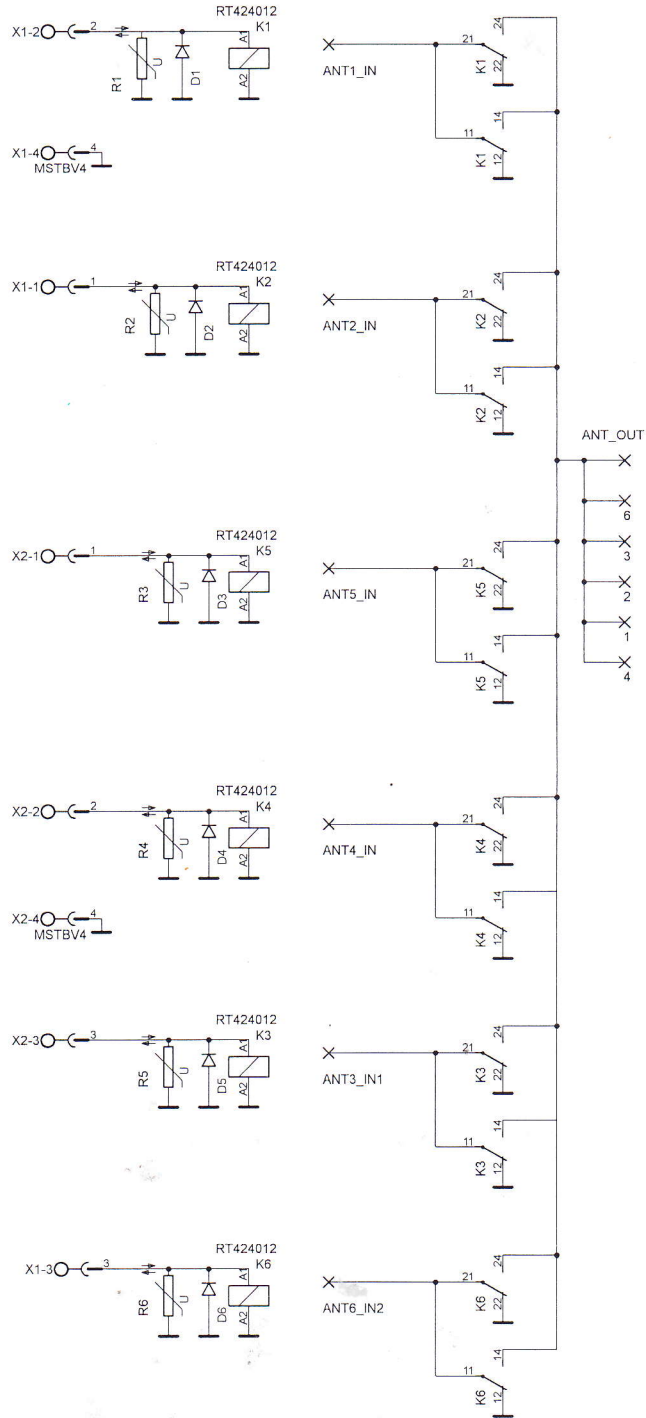 RT424012
X1-2 2 A1 K1
R1 U D1 A2
ANT1_IN
21 24 22 K1
11 14 12 K1
X1-4 4
MSTBV4
RT424012
X1-1 1 A1 K2
R2 U D2 A2
ANT2_IN
21 24 22 K2
11 14 12 K2
ANT_OUT
6
3
2
1
4
RT424012
X2-1 1 A1 K5
R3 U D3 A2
ANT5_IN
21 24 22 K5
11 14 12 K5
RT424012
X2-2 2 A1 K4
R4 U D4 A2
ANT4_IN
21 24 22 K4
11 14 12 K4
X2-4 4
MSTBV4
RT424012
X2-3 3 A1 K3
R5 U D5 A2
ANT3_IN1
21 24 22 K3
11 14 12 K3
RT424012
X1-3 3 A1 K6
R6 U D6 A2
ANT6_IN2
21 24 22 K6
11 14 12 K6